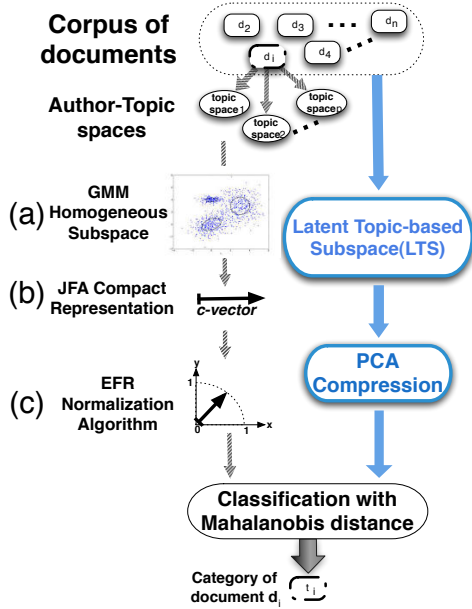 Corpus of
documents
d2
d3
dn
di
d4
Author-Topic
spaces
topic
space1
topic
space2
topic
spacep
(a)
GMM
Homogeneous
Subspace
Latent Topic-based
Subspace(LTS)
(b)
JFA Compact
Representation
c-vector
(c)
EFR
Normalization
Algorithm
y
1
0
1
x
PCA
Compression
Classification with
Mahalanobis distance
Category of
document di
ti